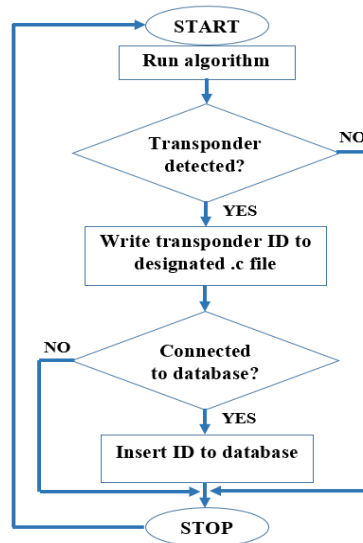 START
Run algorithm
Transponder
detected?
NO
YES
Write transponder ID to
designated .c file
NO
Connected
to database?
YES
Insert ID to database
STOP